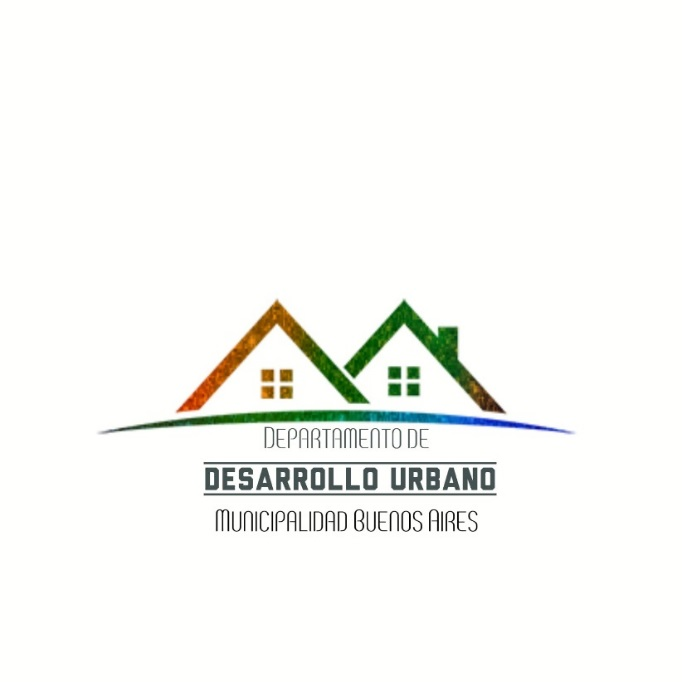 DEPARTAMENTO DE
DESARROLLO URBANO
MUNICIPALIDAD BUENOS AIRES